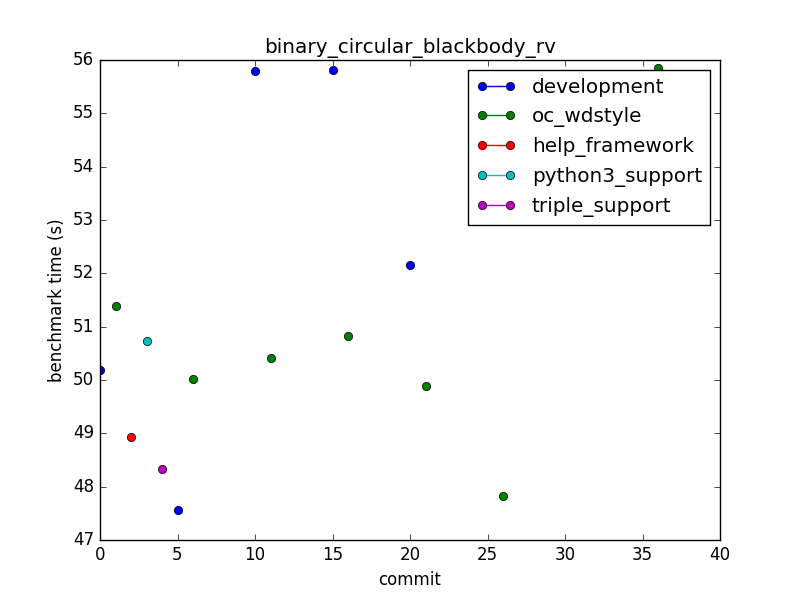 binary_circular_blackbody_rv
56
55
54
53
52
51
50
49
48
47
benchmark time (s)
development
oc_wdstyle
help_framework
python3_support
triple_support
0 5 10 15 20 25 30 35 40
commit